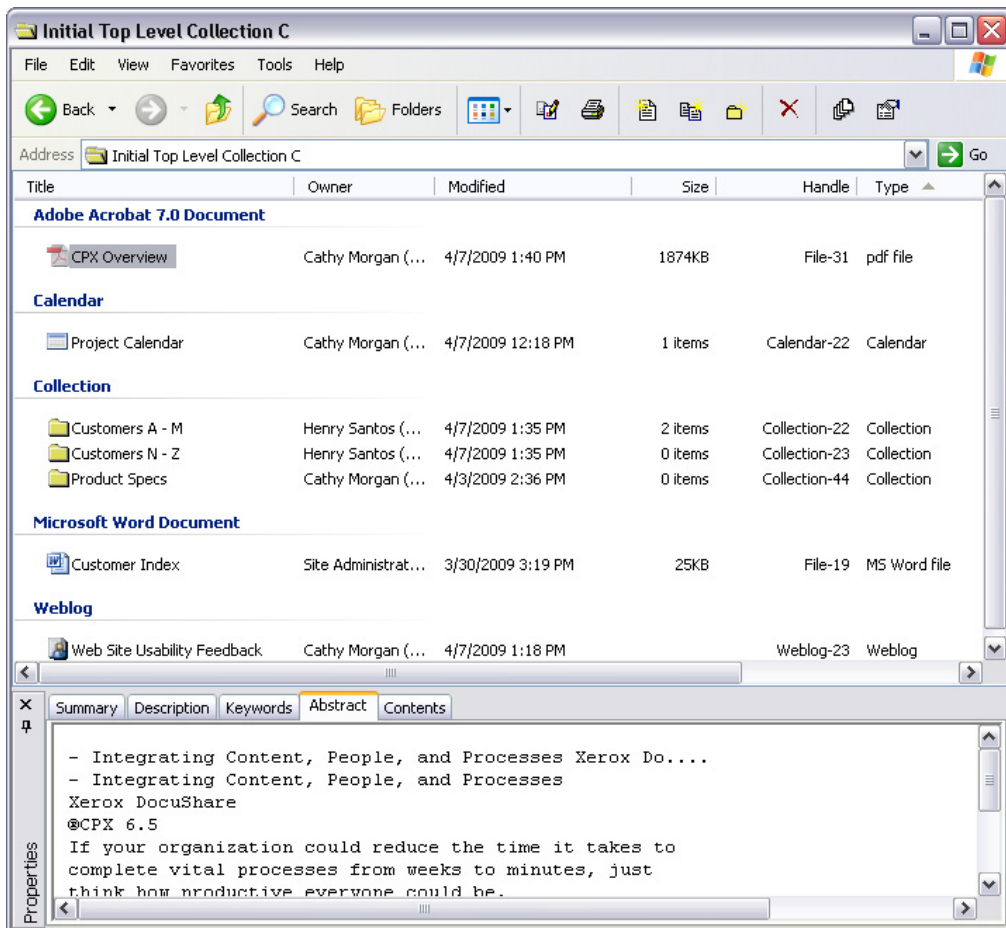 Initial Top Level Collection C
File Edit View Favorites Tools Help
Back Search Folders
Address Initial Top Level Collection C Go
Title Owner Modified Size Handle Type
Adobe Acrobat 7.0 Document
CPX Overview Cathy Morgan (... 4/7/2009 1:40 PM 1874KB File-31 pdf file
Calendar
Project Calendar Cathy Morgan (... 4/7/2009 12:18 PM 1 items Calendar-22 Calendar
Collection
Customers A - M Henry Santos (... 4/7/2009 1:35 PM 2 items Collection-22 Collection
Customers N - Z Henry Santos (... 4/7/2009 1:35 PM 0 items Collection-23 Collection
Product Specs Cathy Morgan (... 4/3/2009 2:36 PM 0 items Collection-44 Collection
Microsoft Word Document
Customer Index Site Administrat... 3/30/2009 3:19 PM 25KB File-19 MS Word file
Weblog
Web Site Usability Feedback Cathy Morgan (... 4/7/2009 1:18 PM Weblog-23 Weblog
Summary Description Keywords Abstract Contents
- Integrating Content, People, and Processes Xerox Do....
- Integrating Content, People, and Processes
Xerox DocuShare
®CPX 6.5
If your organization could reduce the time it takes to
complete vital processes from weeks to minutes, just
think how productive everyone could be.
Properties